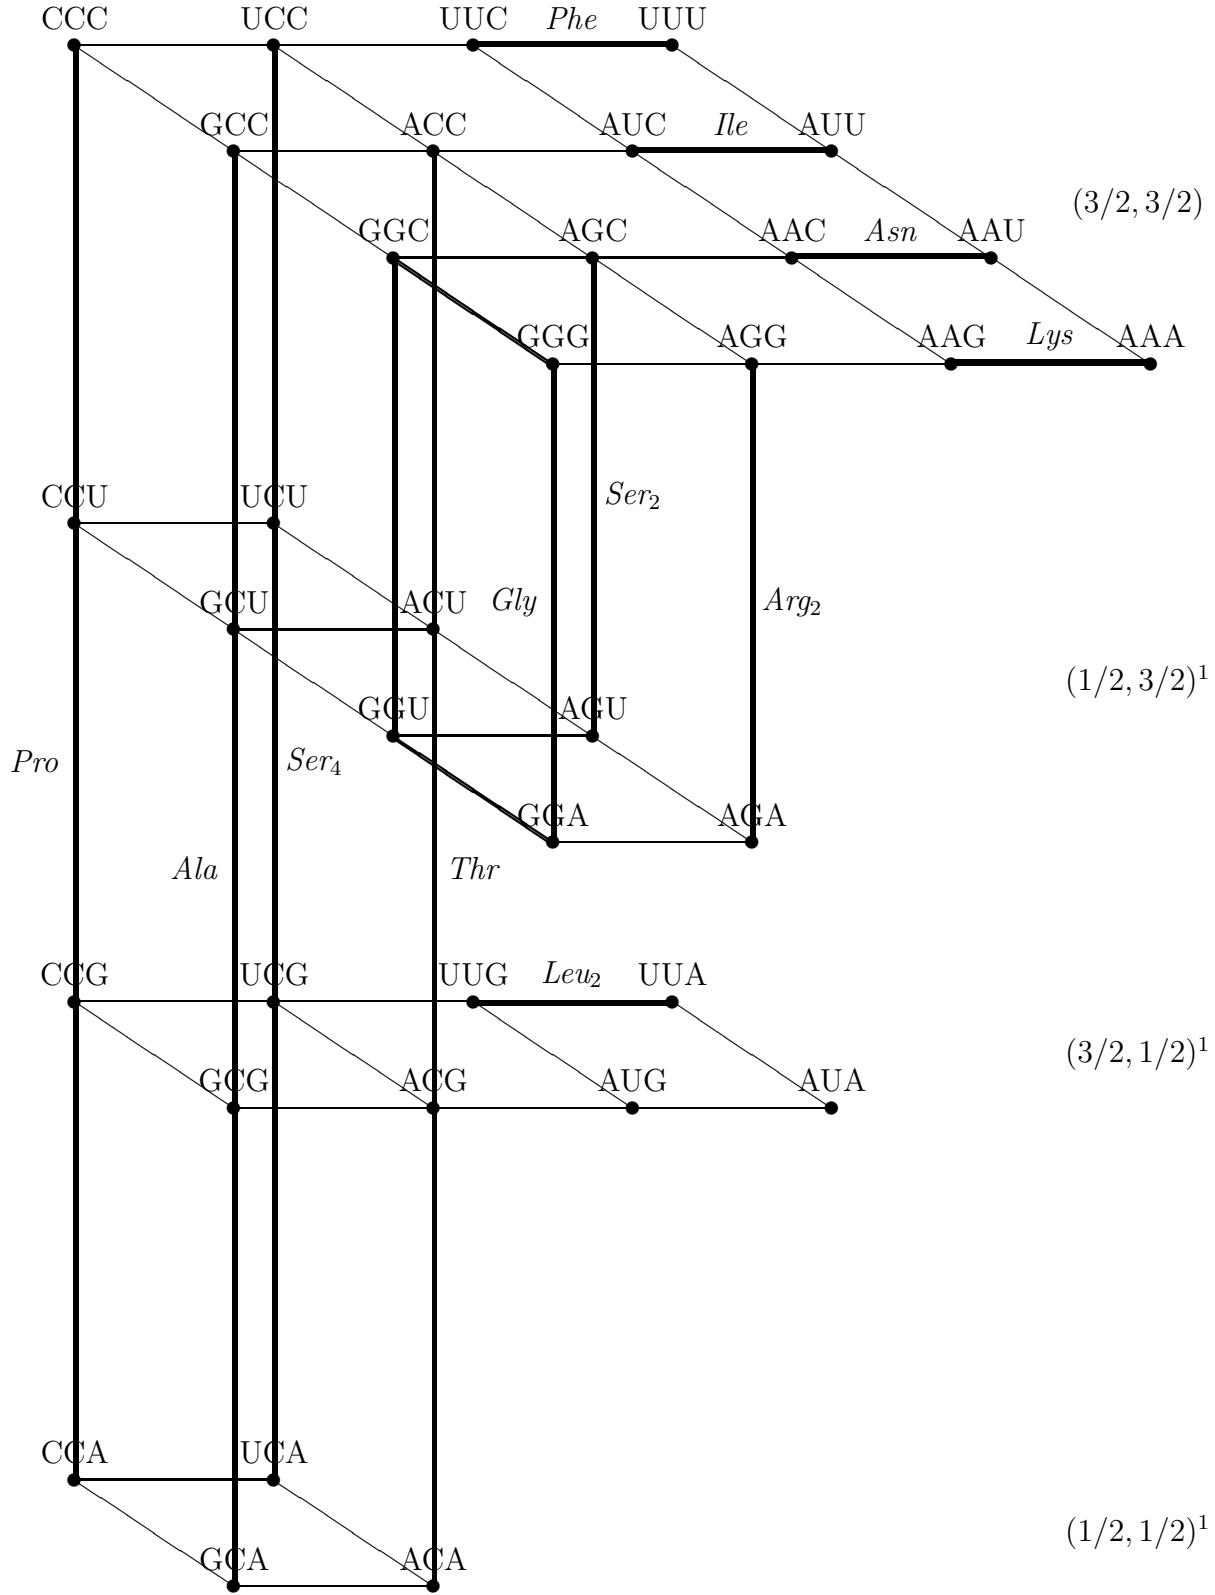 CCC UCC UUC Phe UUU
GCC ACC AUC Ile AUU
(3/2, 3/2)
GGC AGC AAC Asn AAU
GGG AGG AAG Lys AAA
CCU UCU Ser₂
GCU ACU Gly Arg₂
(1/2, 3/2)¹
GGU AGU
Pro Ser₄
GGA AGA
Ala Thr
CCG UCG UUG Leu₂ UUA
(3/2, 1/2)¹
GCG ACG AUG AUA
CCA UCA
(1/2, 1/2)¹
GCA ACA